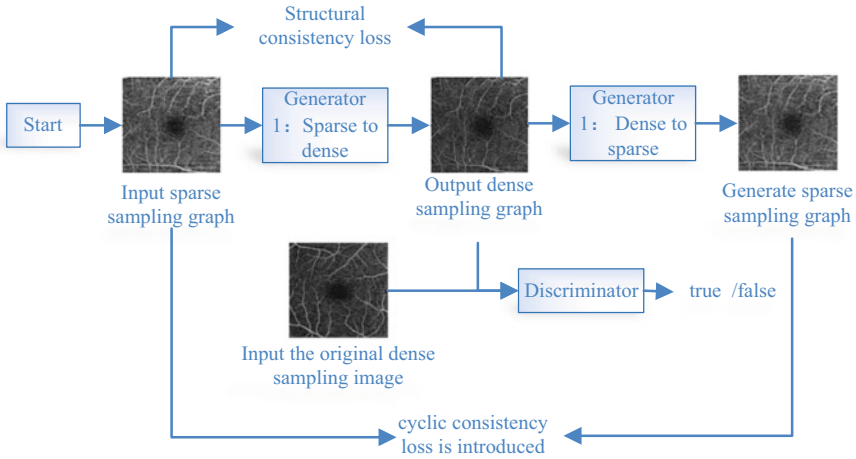 Structural
consistency loss
Start
Generator
1：Sparse to
dense
Generator
1： Dense to
sparse
Input sparse
sampling graph
Output dense
sampling graph
Generate sparse
sampling graph
Discriminator
true /false
Input the original dense
sampling image
cyclic consistency
loss is introduced